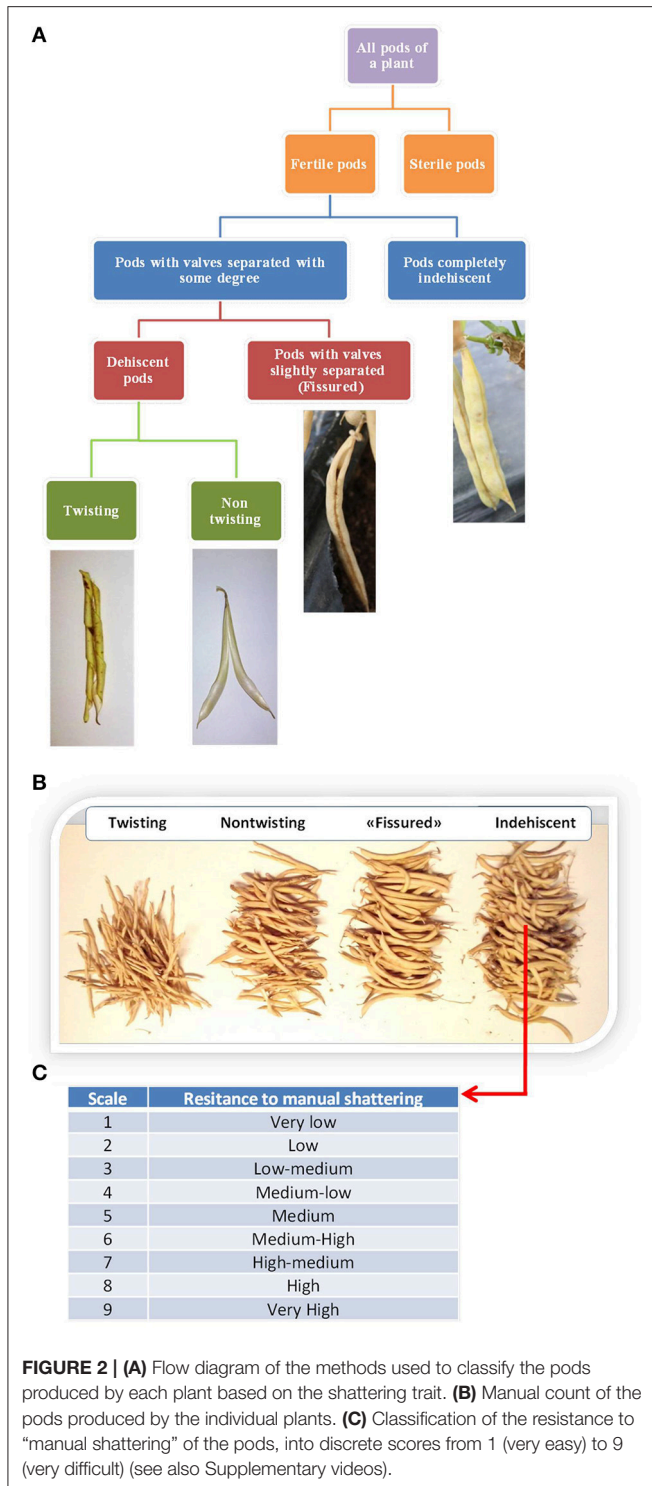 A
All pods of
a plant
Fertile pods
Sterile pods
Pods with valves separated with
some degree
Pods completely
indehiscent
Dehiscent
pods
Pods with valves
slightly separated
(Fissured)
Twisting
Non
twisting
B
Twisting Nontwisting «Fissured» Indehiscent
C
Scale Resitance to manual shattering
1 Very low
2 Low
3 Low-medium
4 Medium-low
5 Medium
6 Medium-High
7 High-medium
8 High
9 Very High
FIGURE 2 | (A) Flow diagram of the methods used to classify the pods
produced by each plant based on the shattering trait. (B) Manual count of the
pods produced by the individual plants. (C) Classification of the resistance to
“manual shattering” of the pods, into discrete scores from 1 (very easy) to 9
(very difficult) (see also Supplementary videos).